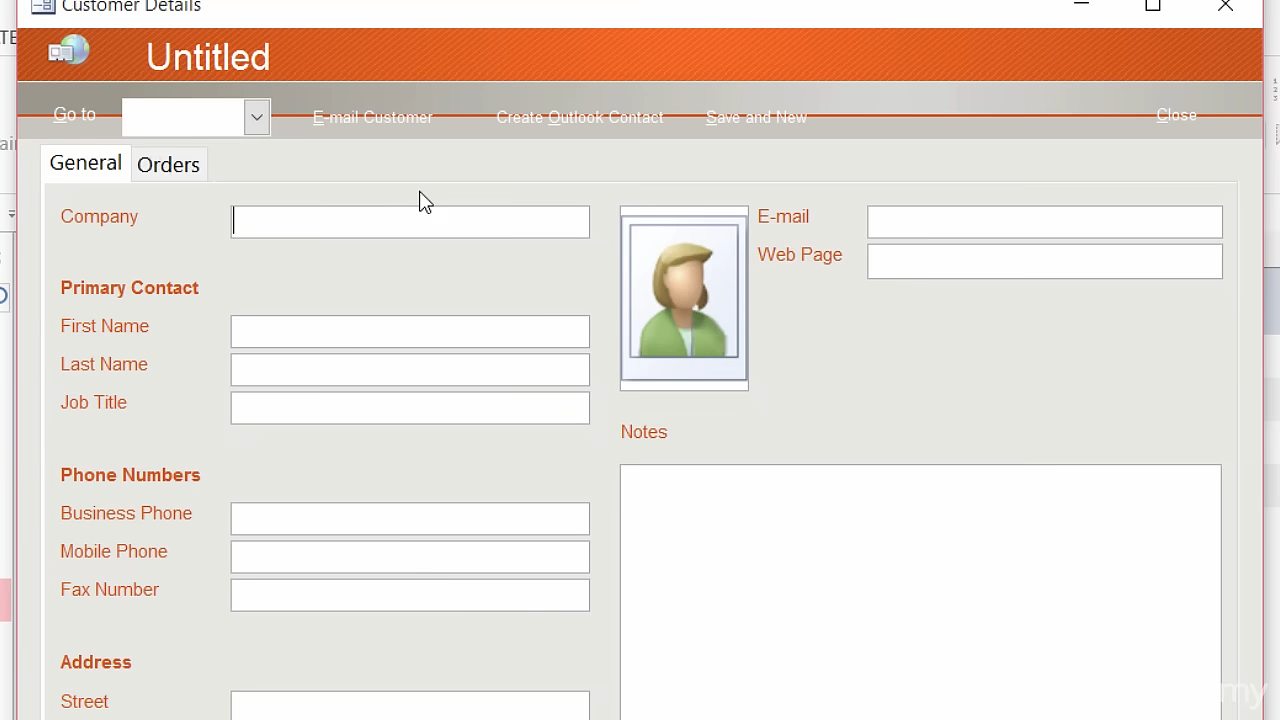 Customer Details
Untitled
Go to
E-mail Customer
Create Outlook Contact
Save and New
Close
General
Orders
Company
E-mail
Web Page
Primary Contact
First Name
Last Name
Job Title
Notes
Phone Numbers
Business Phone
Mobile Phone
Fax Number
Address
Street